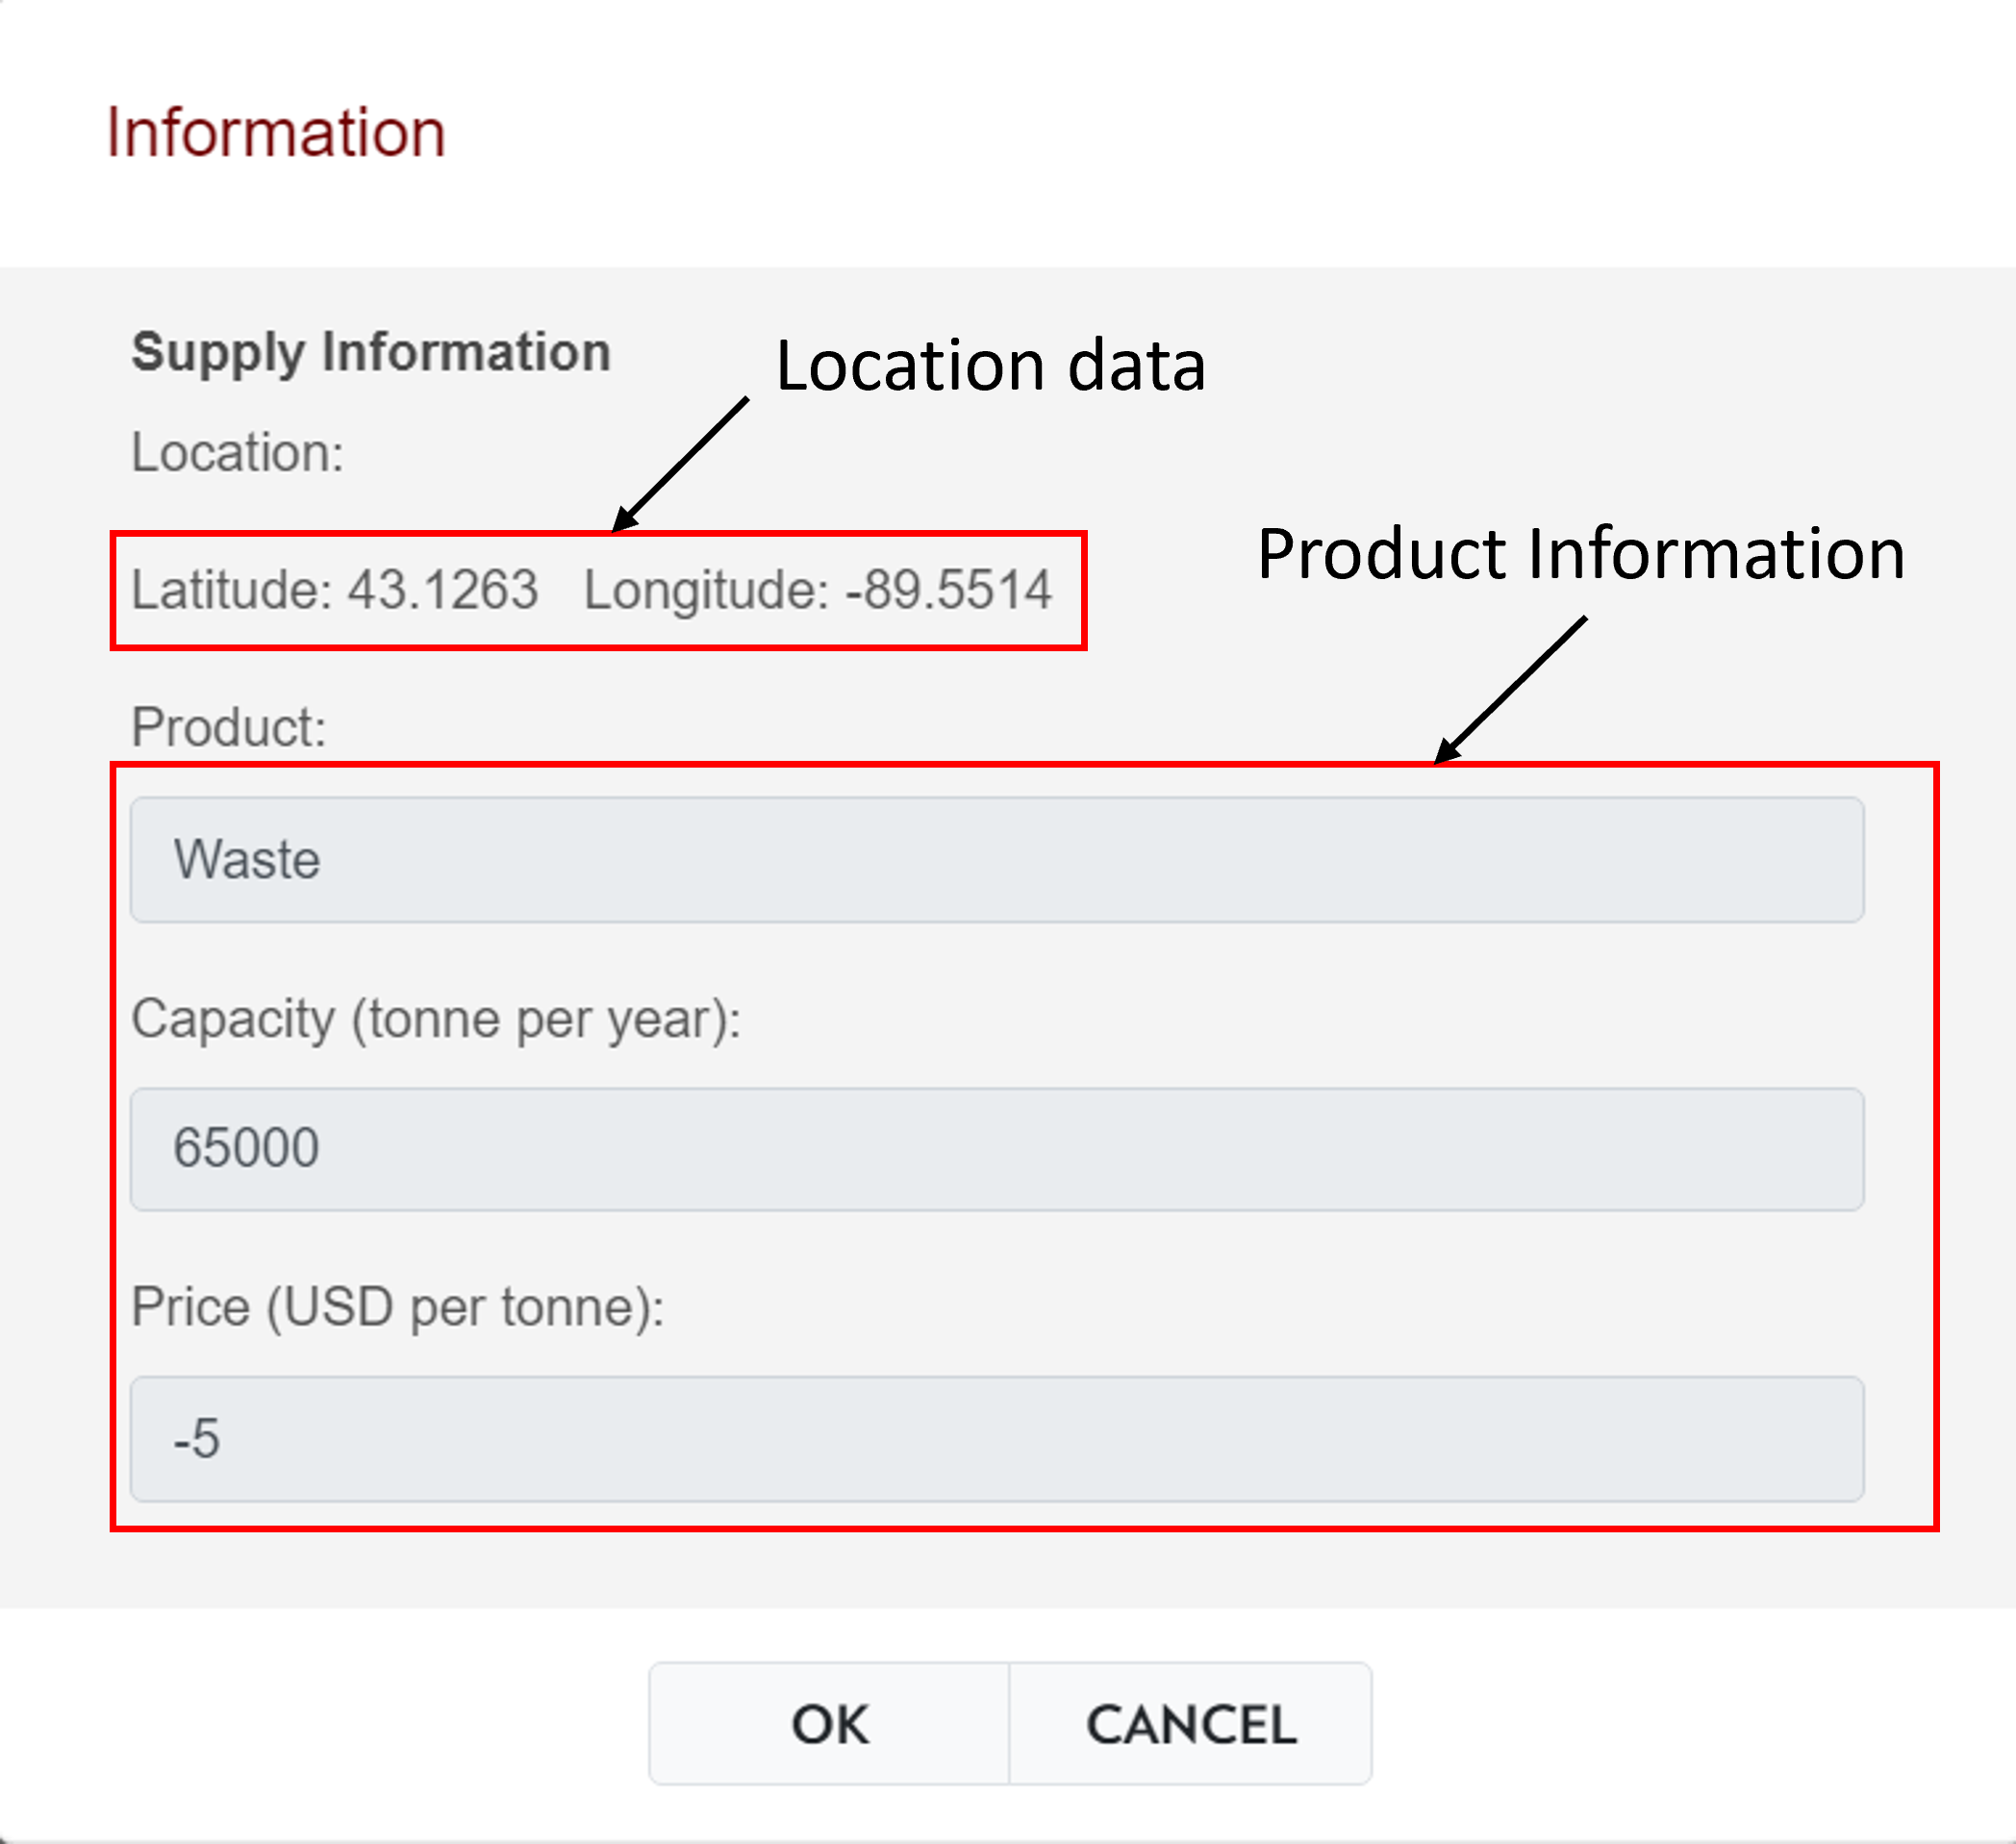 Information
Supply Information
Location data
Location:
Latitude: 43.1263 Longitude: -89.5514
Product Information
Product:
Waste
Capacity (tonne per year):
65000
Price (USD per tonne):
-5
OK CANCEL